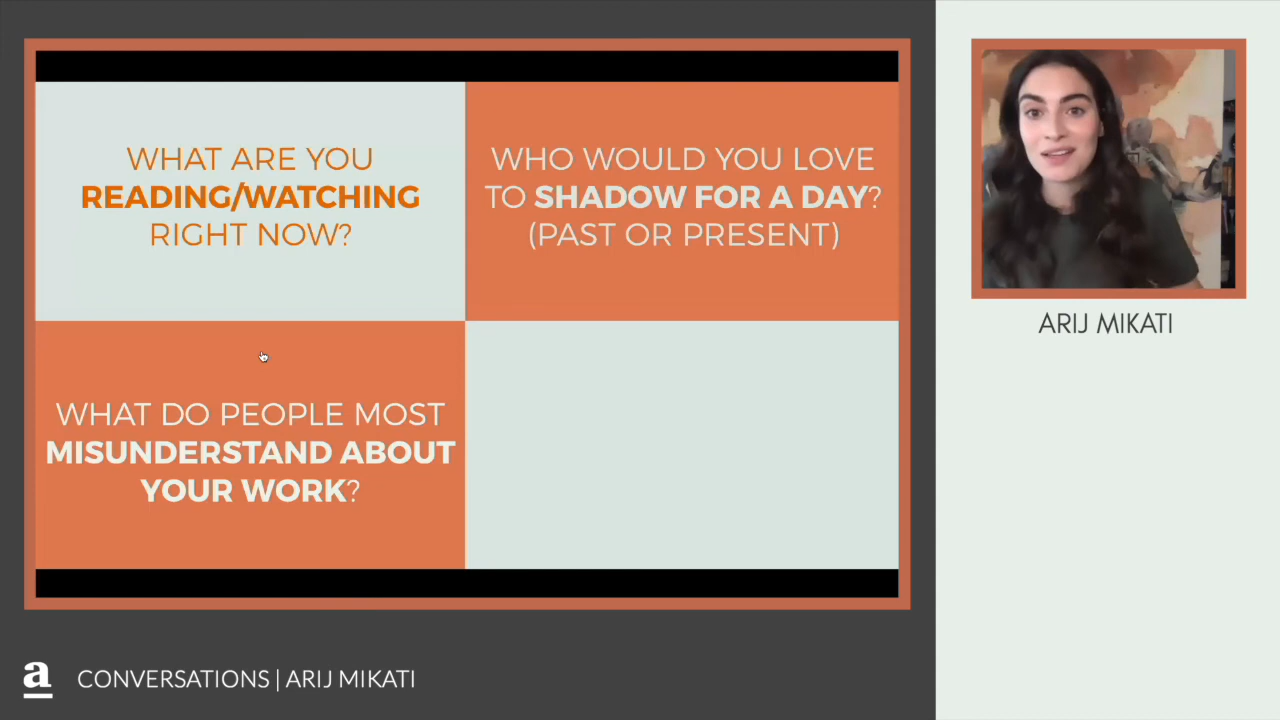 WHAT ARE YOU
READING/WATCHING
RIGHT NOW?
WHO WOULD YOU LOVE
TO SHADOW FOR A DAY?
(PAST OR PRESENT)
WHAT DO PEOPLE MOST
MISUNDERSTAND ABOUT
YOUR WORK?
ARIJ MIKATI
a
CONVERSATIONS | ARIJ MIKATI